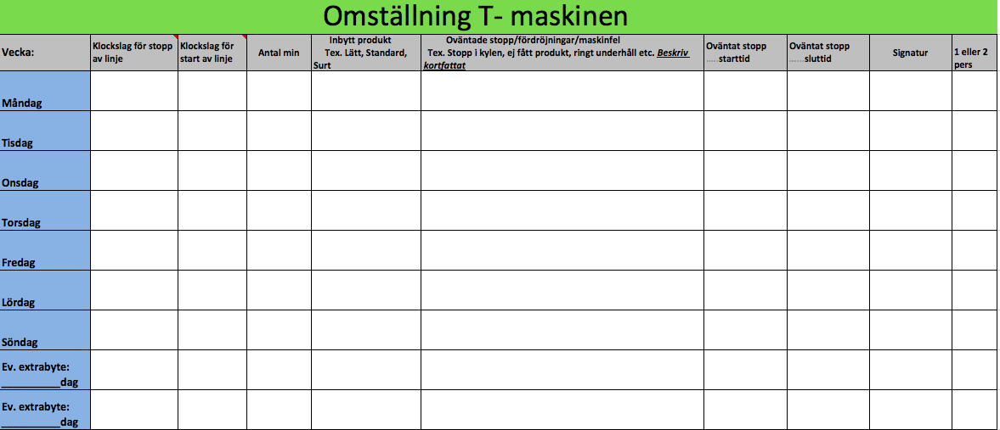 Omställning T- maskinen
Vecka:
Klockslag för stopp
av linje
Klockslag för
start av linje
Antal min
Inbytt produkt
Tex. Lätt, Standard,
Surt
Oväntade stopp/fördröjningar/maskinfel
Tex. Stopp i kylen, ej fått produkt, ringt underhåll etc. Beskriv
kortfattat
Oväntat stopp
.....starttid
Oväntat stopp
......sluttid
Signatur
1 eller 2
pers
Måndag
Tisdag
Onsdag
Torsdag
Fredag
Lördag
Söndag
Ev. extrabyte:
__________dag
Ev. extrabyte:
__________dag